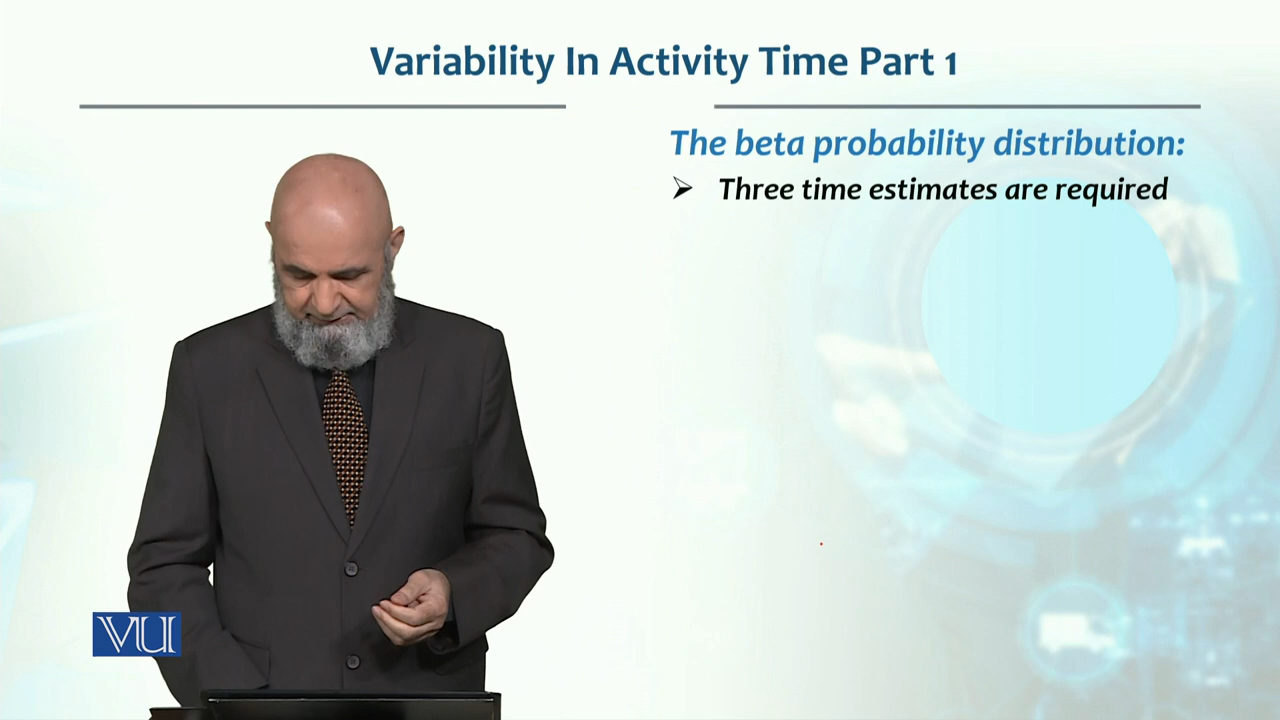 Variability In Activity Time Part 1
The beta probability distribution:
➢ Three time estimates are required
VU